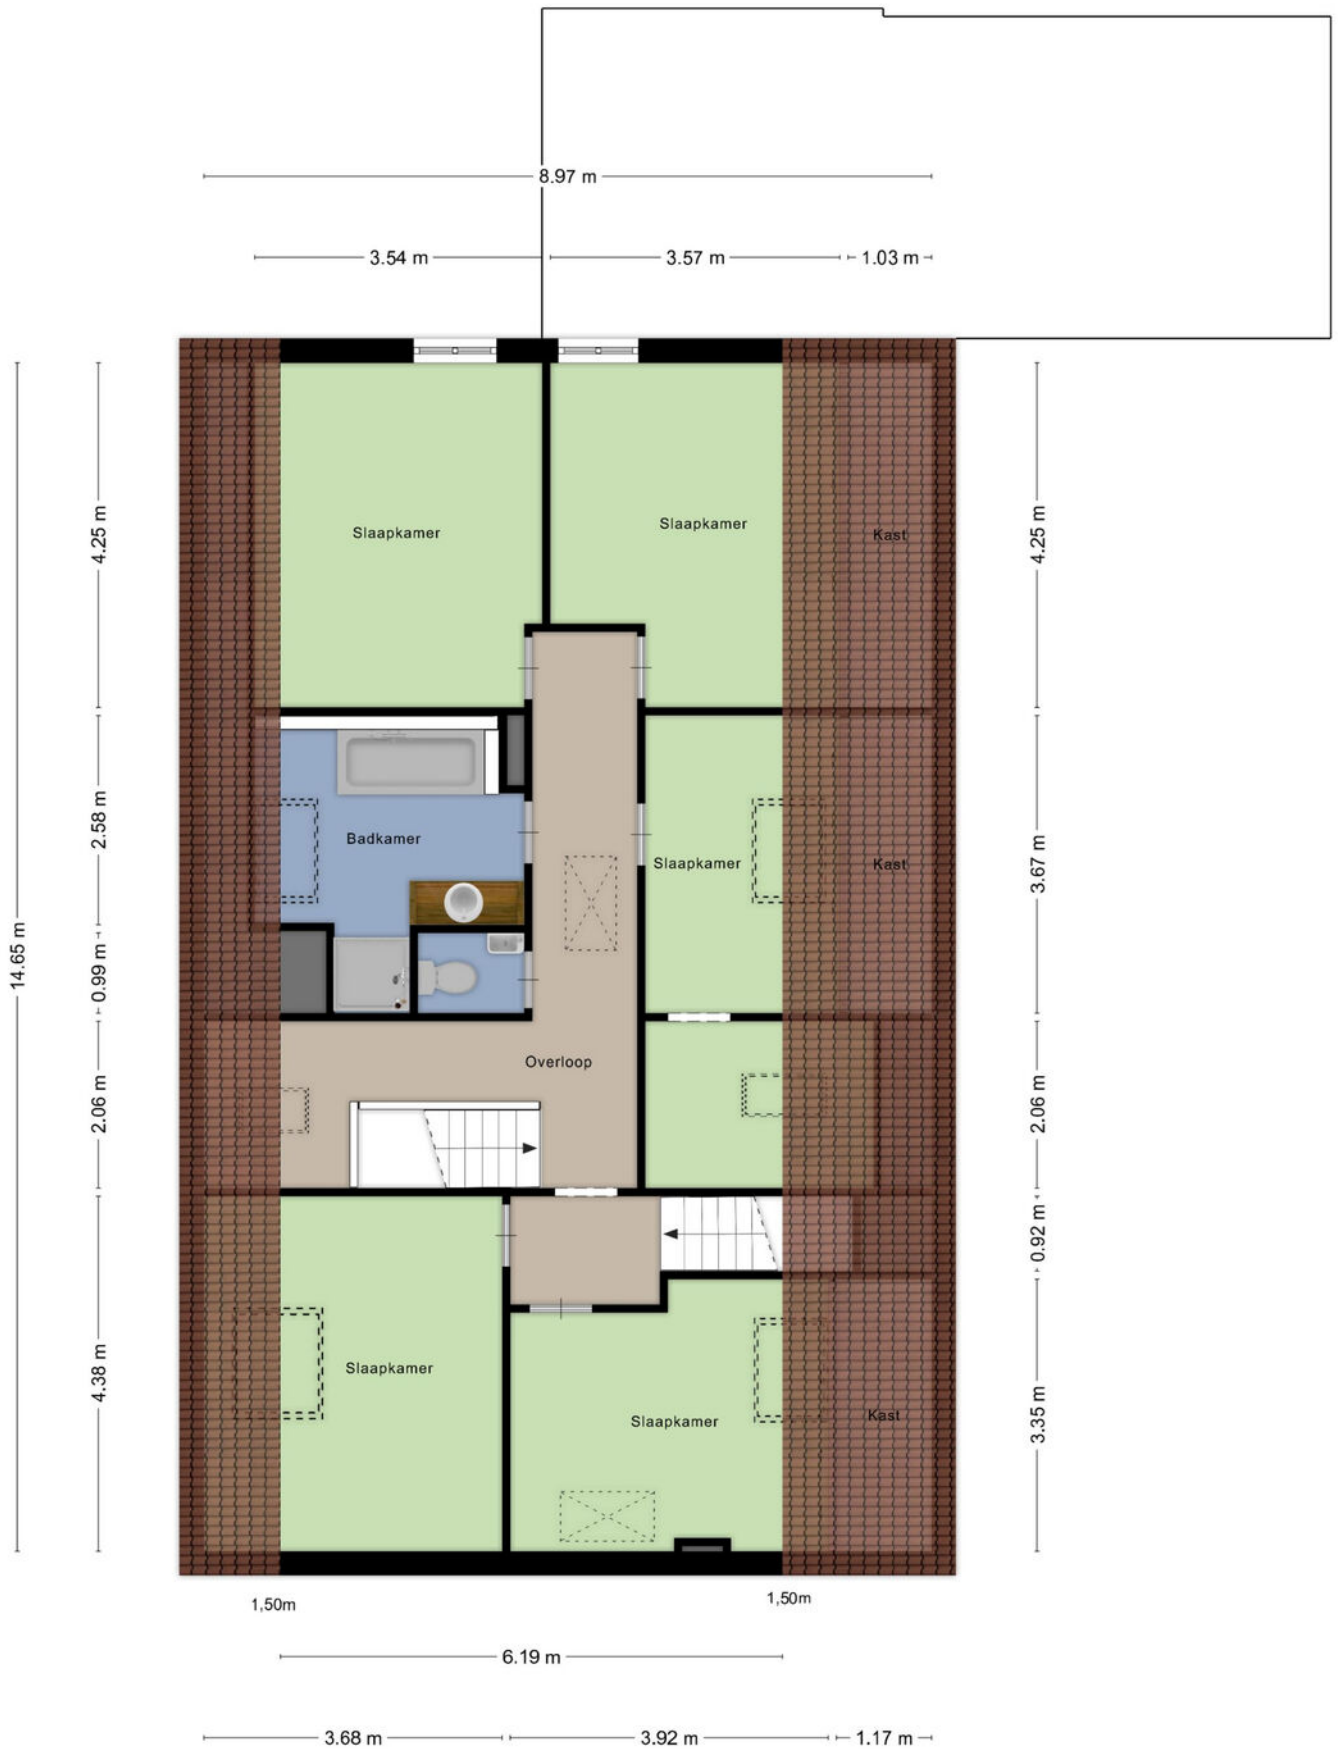 8.97 m
3.54 m
3.57 m
1.03 m
4.25 m
4.25 m
Slaapkamer
Slaapkamer
Kast
14.65 m
2.58 m
3.67 m
Badkamer
Slaapkamer
Kast
0.99 m
Overloop
2.06 m
2.06 m
0.92 m
4.38 m
Slaapkamer
3.35 m
Slaapkamer
Kast
1,50m
1,50m
6.19 m
3.68 m
3.92 m
1.17 m